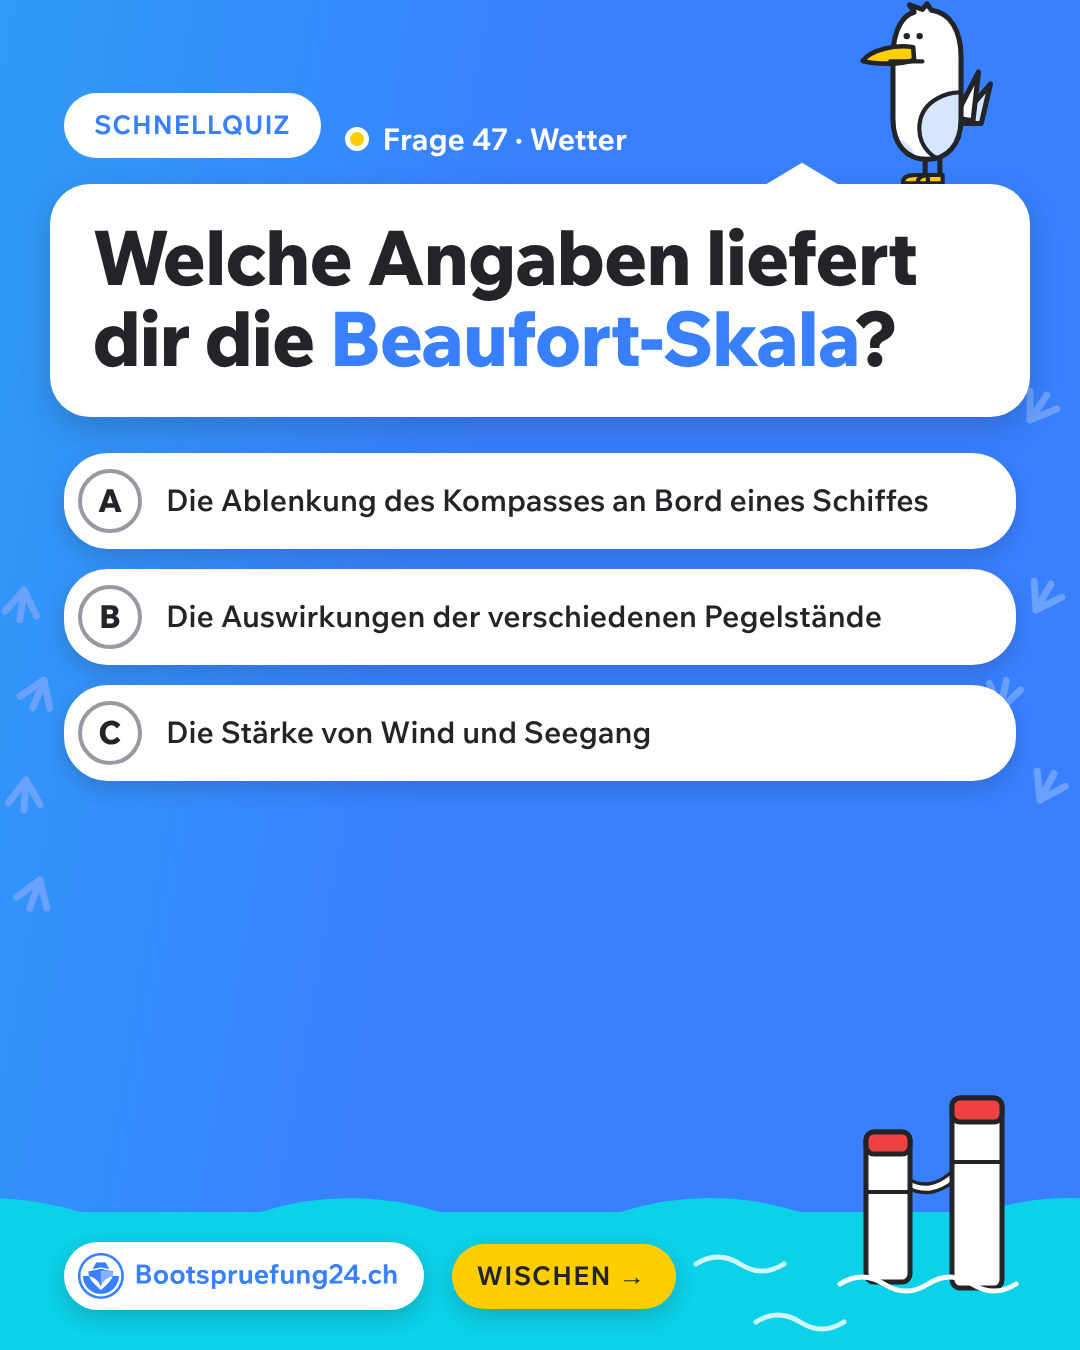 SCHNELLQUIZ
Frage 47 · Wetter
Welche Angaben liefert
dir die Beaufort-Skala?
A Die Ablenkung des Kompasses an Bord eines Schiffes
B Die Auswirkungen der verschiedenen Pegelstände
C Die Stärke von Wind und Seegang
Bootspruefung24.ch
WISCHEN →